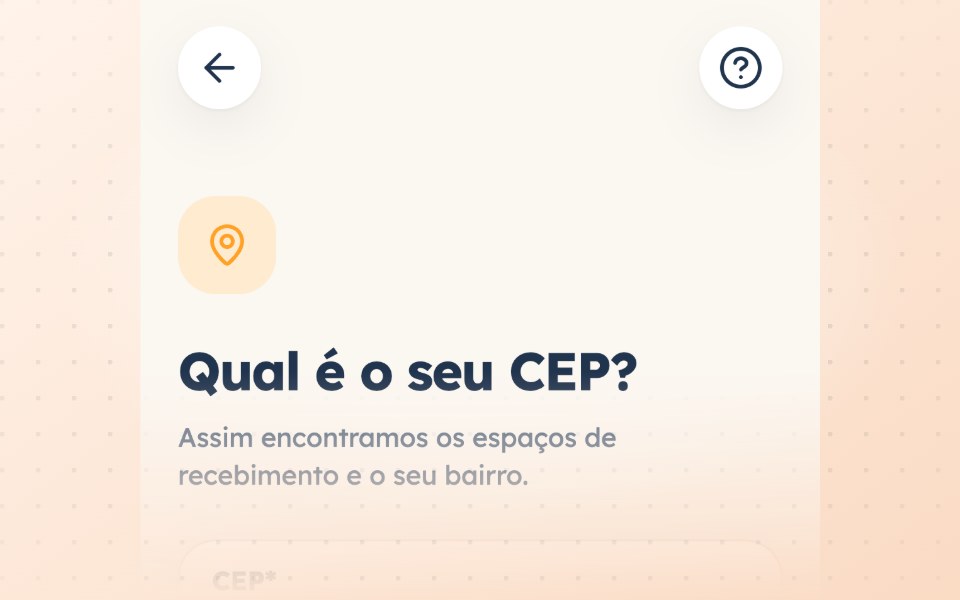 Qual é o seu CEP?
Assim encontramos os espaços de
recebimento e o seu bairro.
CEP*